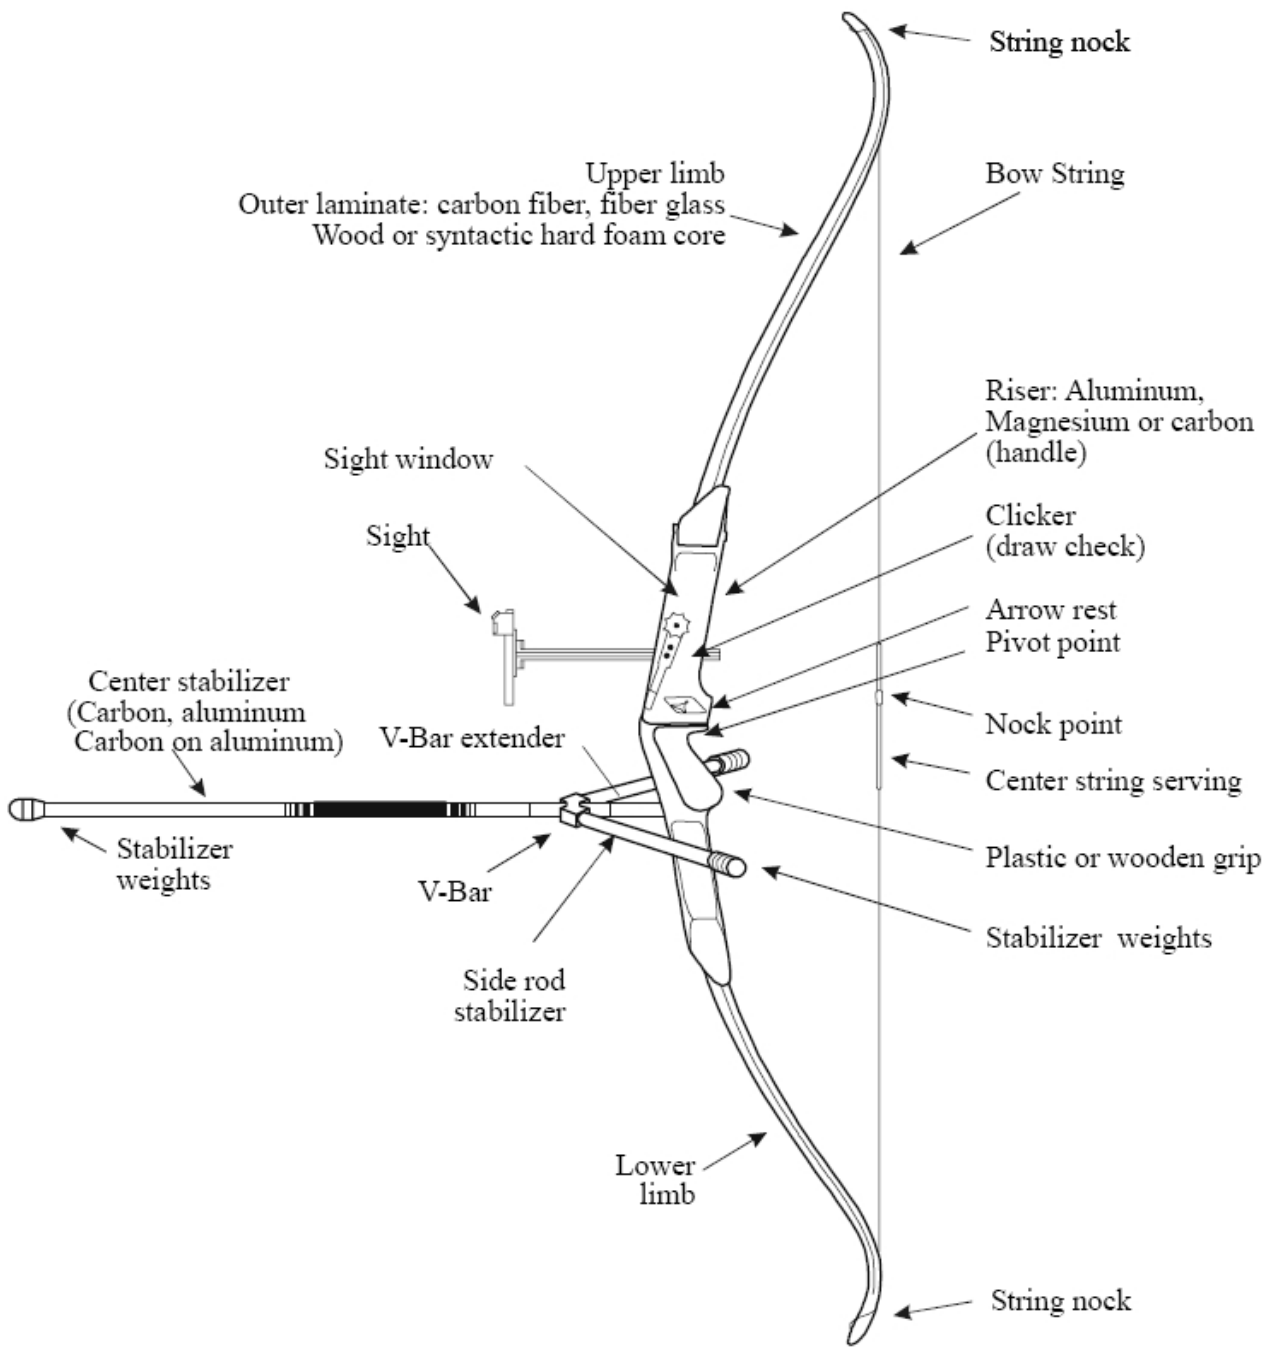 String nock
Upper limb
Outer laminate: carbon fiber, fiber glass
Wood or syntactic hard foam core
Bow String
Riser: Aluminum,
Magnesium or carbon
(handle)
Sight window
Clicker
(draw check)
Sight
Arrow rest
Pivot point
Center stabilizer
(Carbon, aluminum
Carbon on aluminum)
V-Bar extender
Nock point
Center string serving
Stabilizer
weights
Plastic or wooden grip
V-Bar
Stabilizer weights
Side rod
stabilizer
Lower
limb
String nock